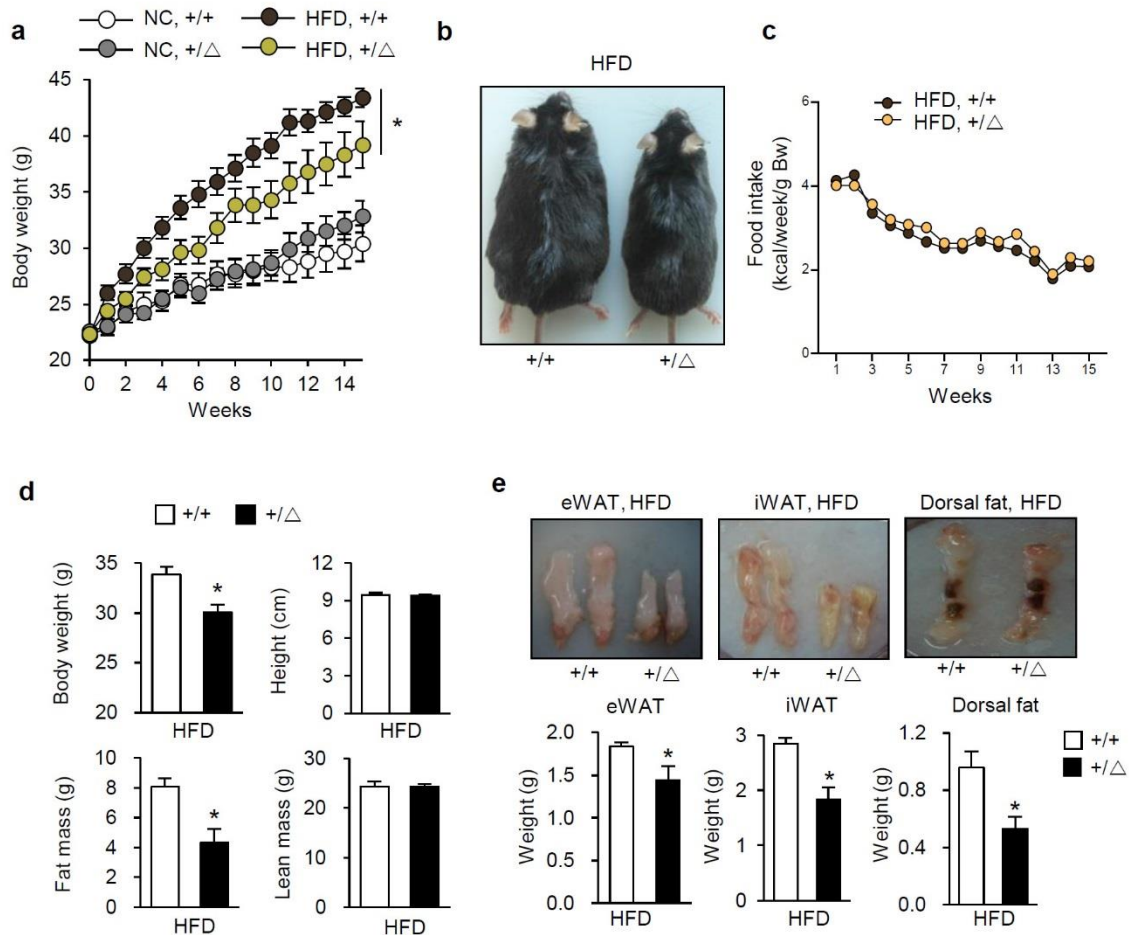 a
NC, +/+
HFD, +/+
NC, +/△
HFD, +/△
Body weight (g)
45
40
35
30
25
20
*
0 2 4 6 8 10 12 14
Weeks
b
HFD
+/+ +/△
c
HFD, +/+
HFD, +/△
Food intake
(kcal/week/g Bw)
6
4
2
0
1 3 5 7 9 11 13 15
Weeks
d
+/+ +/△
Body weight (g)
35
30
25
20
*
HFD
Height (cm)
12
9
6
3
0
HFD
Fat mass (g)
10
8
6
4
2
0
*
HFD
Lean mass (g)
30
20
10
0
HFD
e
eWAT, HFD
+/+ +/△
iWAT, HFD
+/+ +/△
Dorsal fat, HFD
+/+ +/△
eWAT
Weight (g)
2.0
1.5
1.0
0.5
0.0
*
HFD
iWAT
Weight (g)
3
2
1
0
*
HFD
Dorsal fat
Weight (g)
1.2
0.9
0.6
0.3
0.0
*
HFD
+/+
+/△